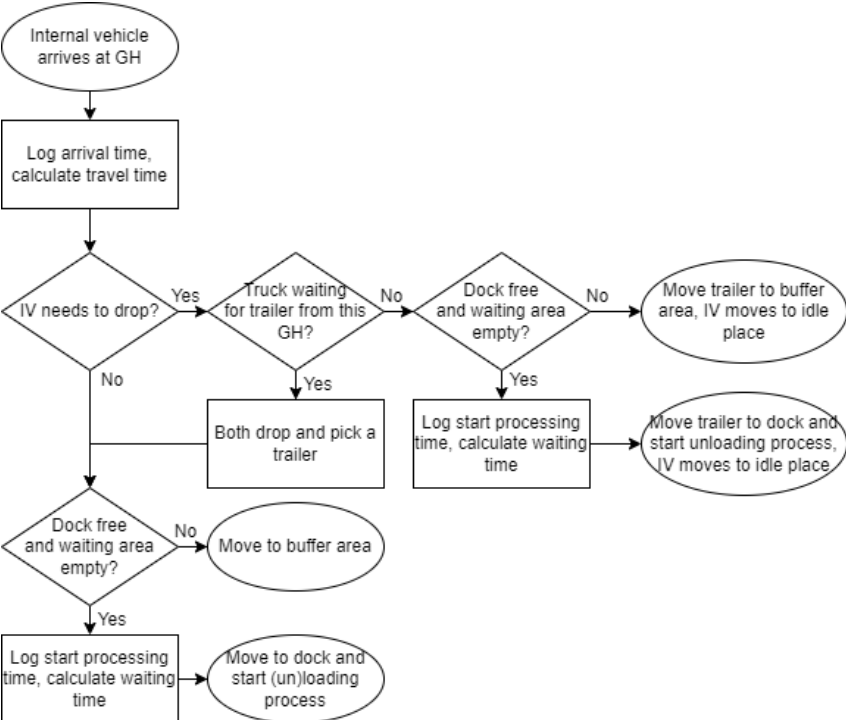 Internal vehicle
arrives at GH
Log arrival time,
calculate travel time
IV needs to drop?
Yes
Truck waiting
for trailer from this
GH?
No
Dock free
and waiting area
empty?
No
Move trailer to buffer
area, IV moves to idle
place
No
Yes
Yes
Both drop and pick a
trailer
Log start processing
time, calculate waiting
time
Move trailer to dock and
start unloading process,
IV moves to idle place
Dock free
and waiting area
empty?
No
Move to buffer area
Yes
Log start processing
time, calculate waiting
time
Move to dock and
start (un)loading
process